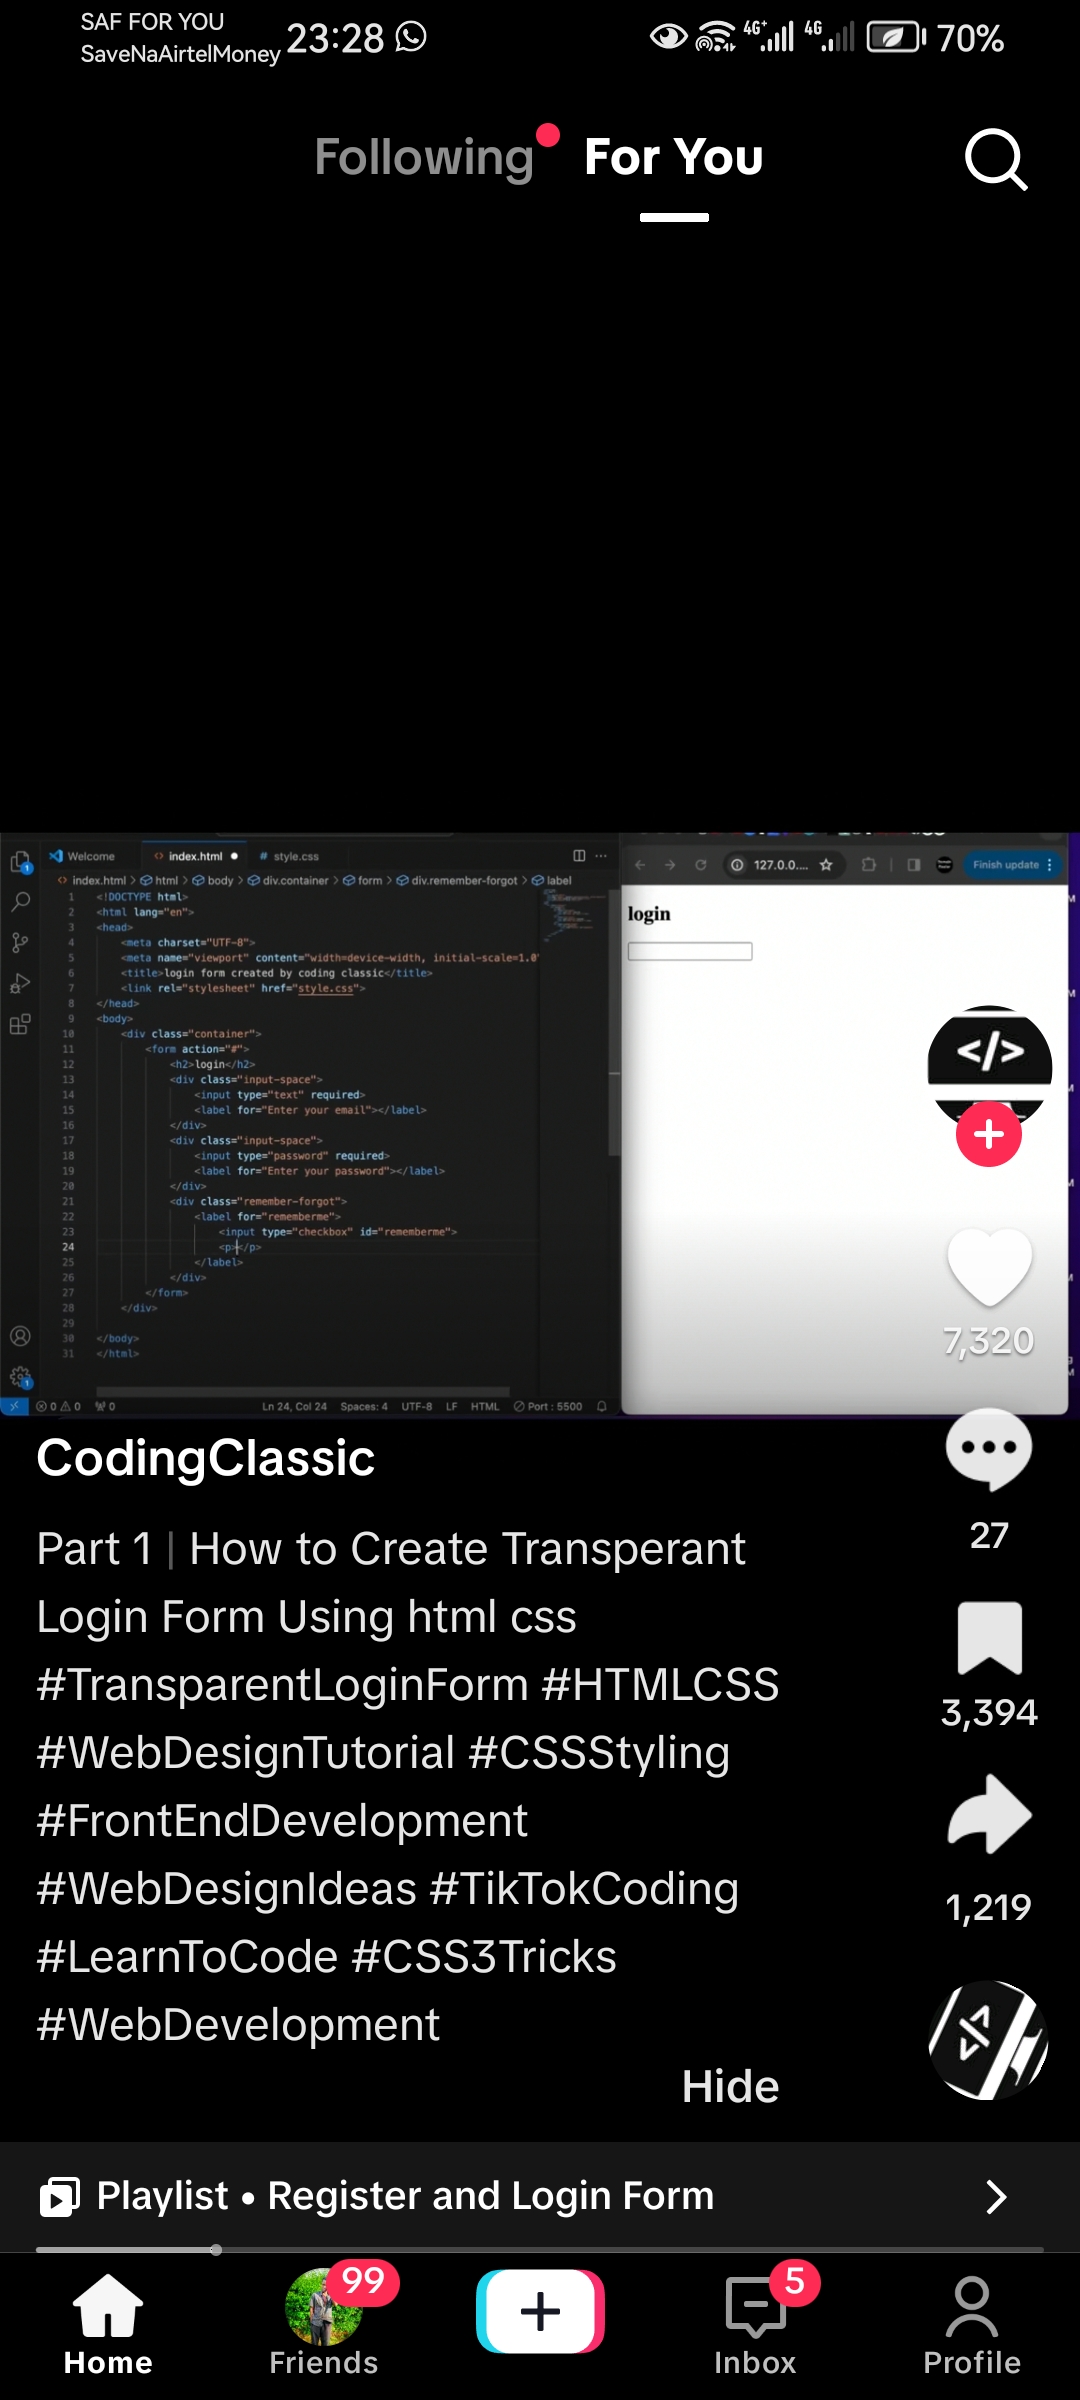 SAF FOR YOU
SaveNaAirtelMoney
23:28
4G+ 4G 70%
Following For You
Welcome index.html # style.css
index.html > html > body > div.container > form > div.remember-forgot > label
1 <!DOCTYPE html>
2 <html lang="en">
3 <head>
4 <meta charset="UTF-8">
5 <meta name="viewport" content="width=device-width, initial-scale=1.0"
6 <title>login form created by coding classic</title>
7 <link rel="stylesheet" href="style.css">
8 </head>
9 <body>
10 <div class="container">
11 <form action="#">
12 <h2>login</h2>
13 <div class="input-space">
14 <input type="text" required>
15 <label for="Enter your email"></label>
16 </div>
17 <div class="input-space">
18 <input type="password" required>
19 <label for="Enter your password"></label>
20 </div>
21 <div class="remember-forgot">
22 <label for="rememberme">
23 <input type="checkbox" id="rememberme">
24 <p></p>
25 </label>
26 </div>
27 </form>
28 </div>
29
30 </body>
31 </html>
0 0 0 Ln 24, Col 24 Spaces: 4 UTF-8 LF HTML Port : 5500
127.0.0.... Finish update
login
</>
7,320
27
3,394
1,219
CodingClassic
Part 1 | How to Create Transperant
Login Form Using html css
#TransparentLoginForm #HTMLCSS
#WebDesignTutorial #CSSStyling
#FrontEndDevelopment
#WebDesignIdeas #TikTokCoding
#LearnToCode #CSS3Tricks
#WebDevelopment
Hide
Playlist • Register and Login Form
99 5
Home Friends Inbox Profile